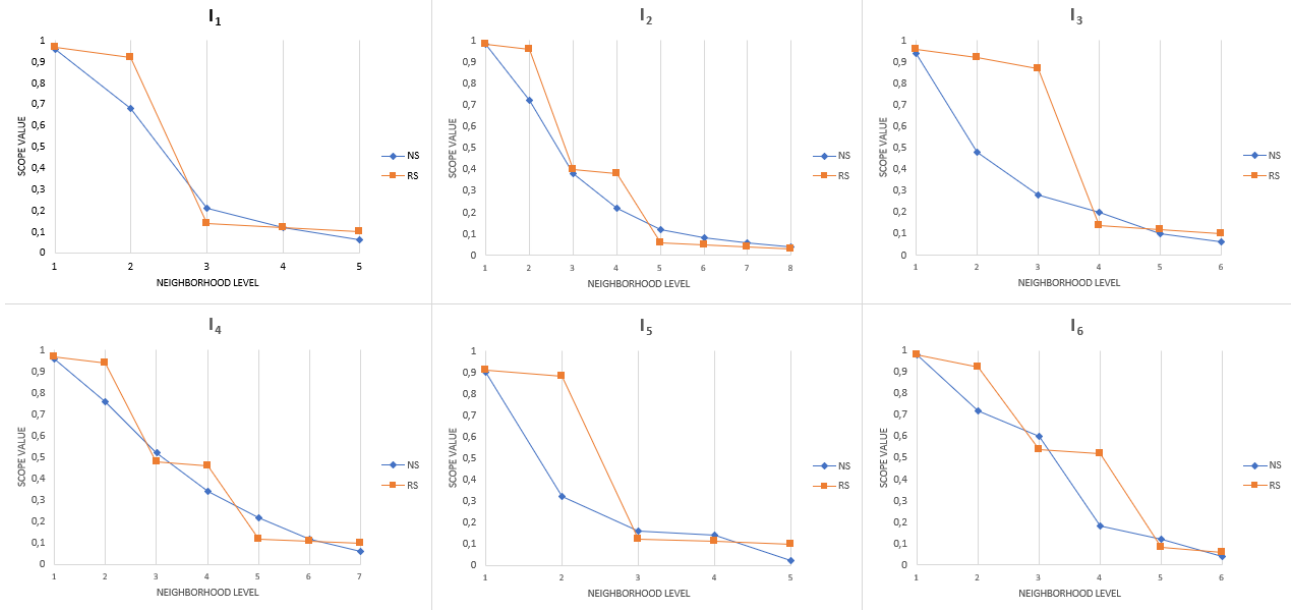 I1
1
0,9
0,8
0,7
0,6
0,5
0,4
0,3
0,2
0,1
0
SCOPE VALUE
1 2 3 4 5
NEIGHBORHOOD LEVEL
NS
RS
I2
1
0,9
0,8
0,7
0,6
0,5
0,4
0,3
0,2
0,1
0
SCOPE VALUE
1 2 3 4 5 6 7 8
NEIGHBORHOOD LEVEL
NS
RS
I3
1
0,9
0,8
0,7
0,6
0,5
0,4
0,3
0,2
0,1
0
SCOPE VALUE
1 2 3 4 5 6
NEIGHBORHOOD LEVEL
NS
RS
I4
1
0,9
0,8
0,7
0,6
0,5
0,4
0,3
0,2
0,1
0
SCOPE VALUE
1 2 3 4 5 6 7
NEIGHBORHOOD LEVEL
NS
RS
I5
1
0,9
0,8
0,7
0,6
0,5
0,4
0,3
0,2
0,1
0
SCOPE VALUE
1 2 3 4 5
NEIGHBORHOOD LEVEL
NS
RS
I6
1
0,9
0,8
0,7
0,6
0,5
0,4
0,3
0,2
0,1
0
SCOPE VALUE
1 2 3 4 5 6
NEIGHBORHOOD LEVEL
NS
RS